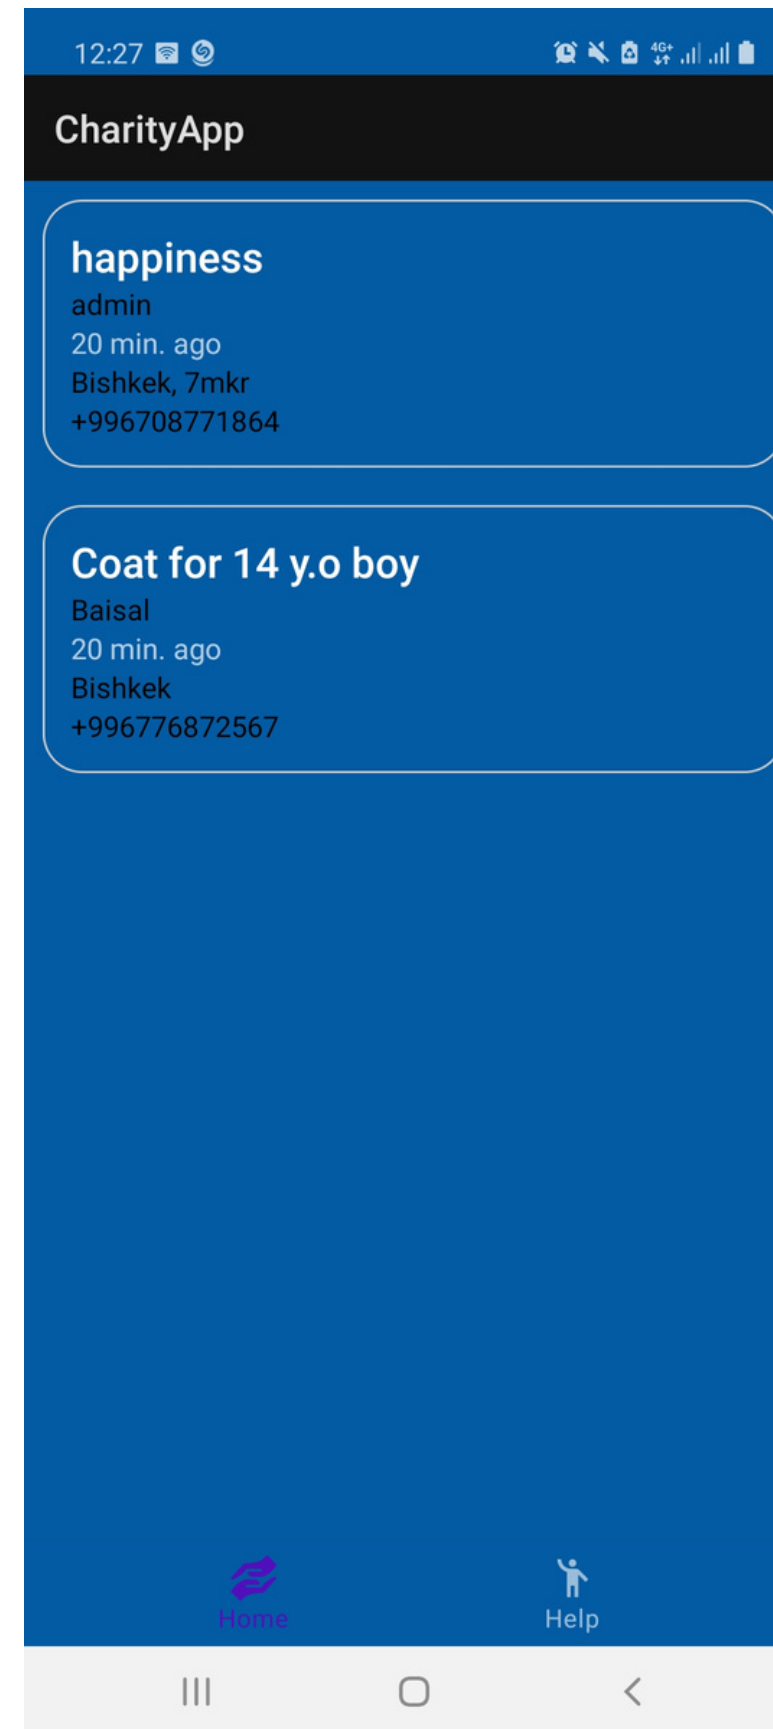 12:27
4G+
CharityApp
happiness
admin
20 min. ago
Bishkek, 7mkr
+996708771864
Coat for 14 y.o boy
Baisal
20 min. ago
Bishkek
+996776872567
Home
Help